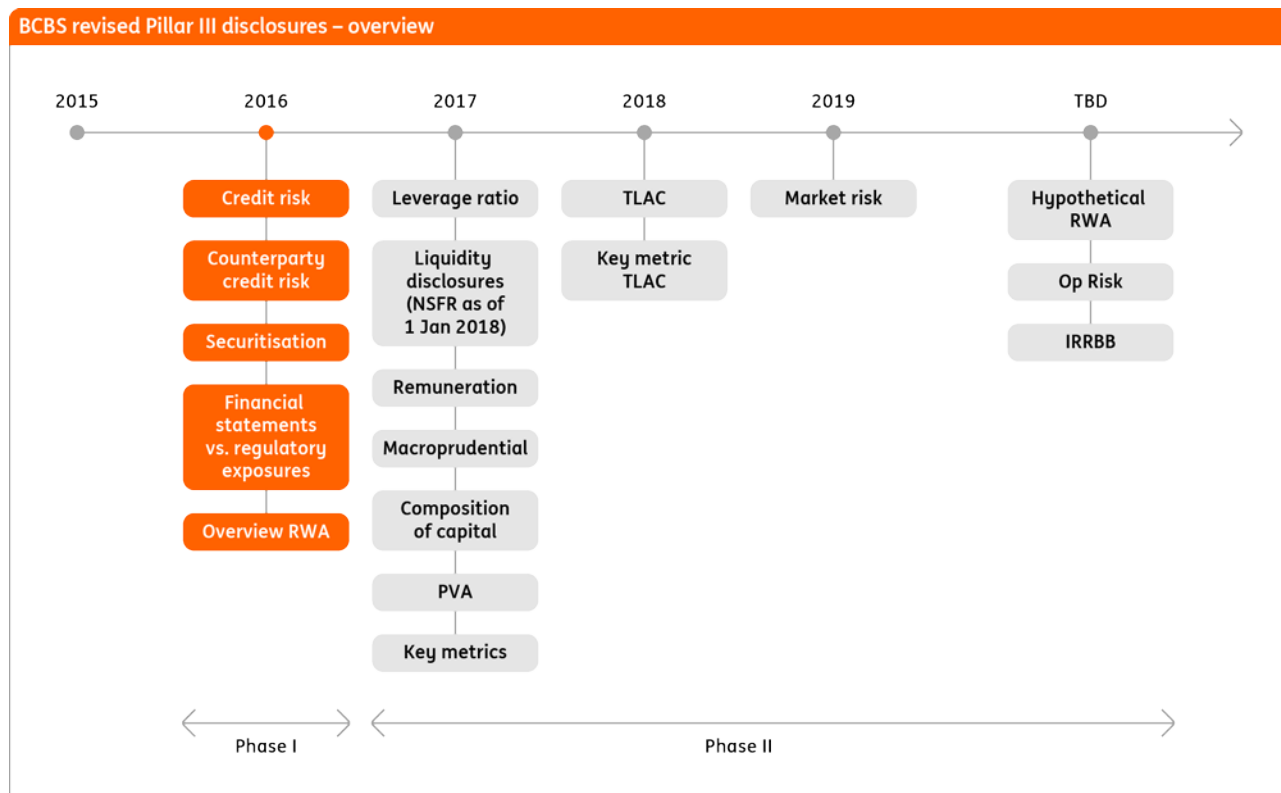 BCBS revised Pillar III disclosures – overview
2015
2016
2017
2018
2019
TBD
Credit risk
Counterparty
credit risk
Securitisation
Financial
statements
vs. regulatory
exposures
Overview RWA
Leverage ratio
Liquidity
disclosures
(NSFR as of
1 Jan 2018)
Remuneration
Macroprudential
Composition
of capital
PVA
Key metrics
TLAC
Key metric
TLAC
Market risk
Hypothetical
RWA
Op Risk
IRRBB
Phase I
Phase II